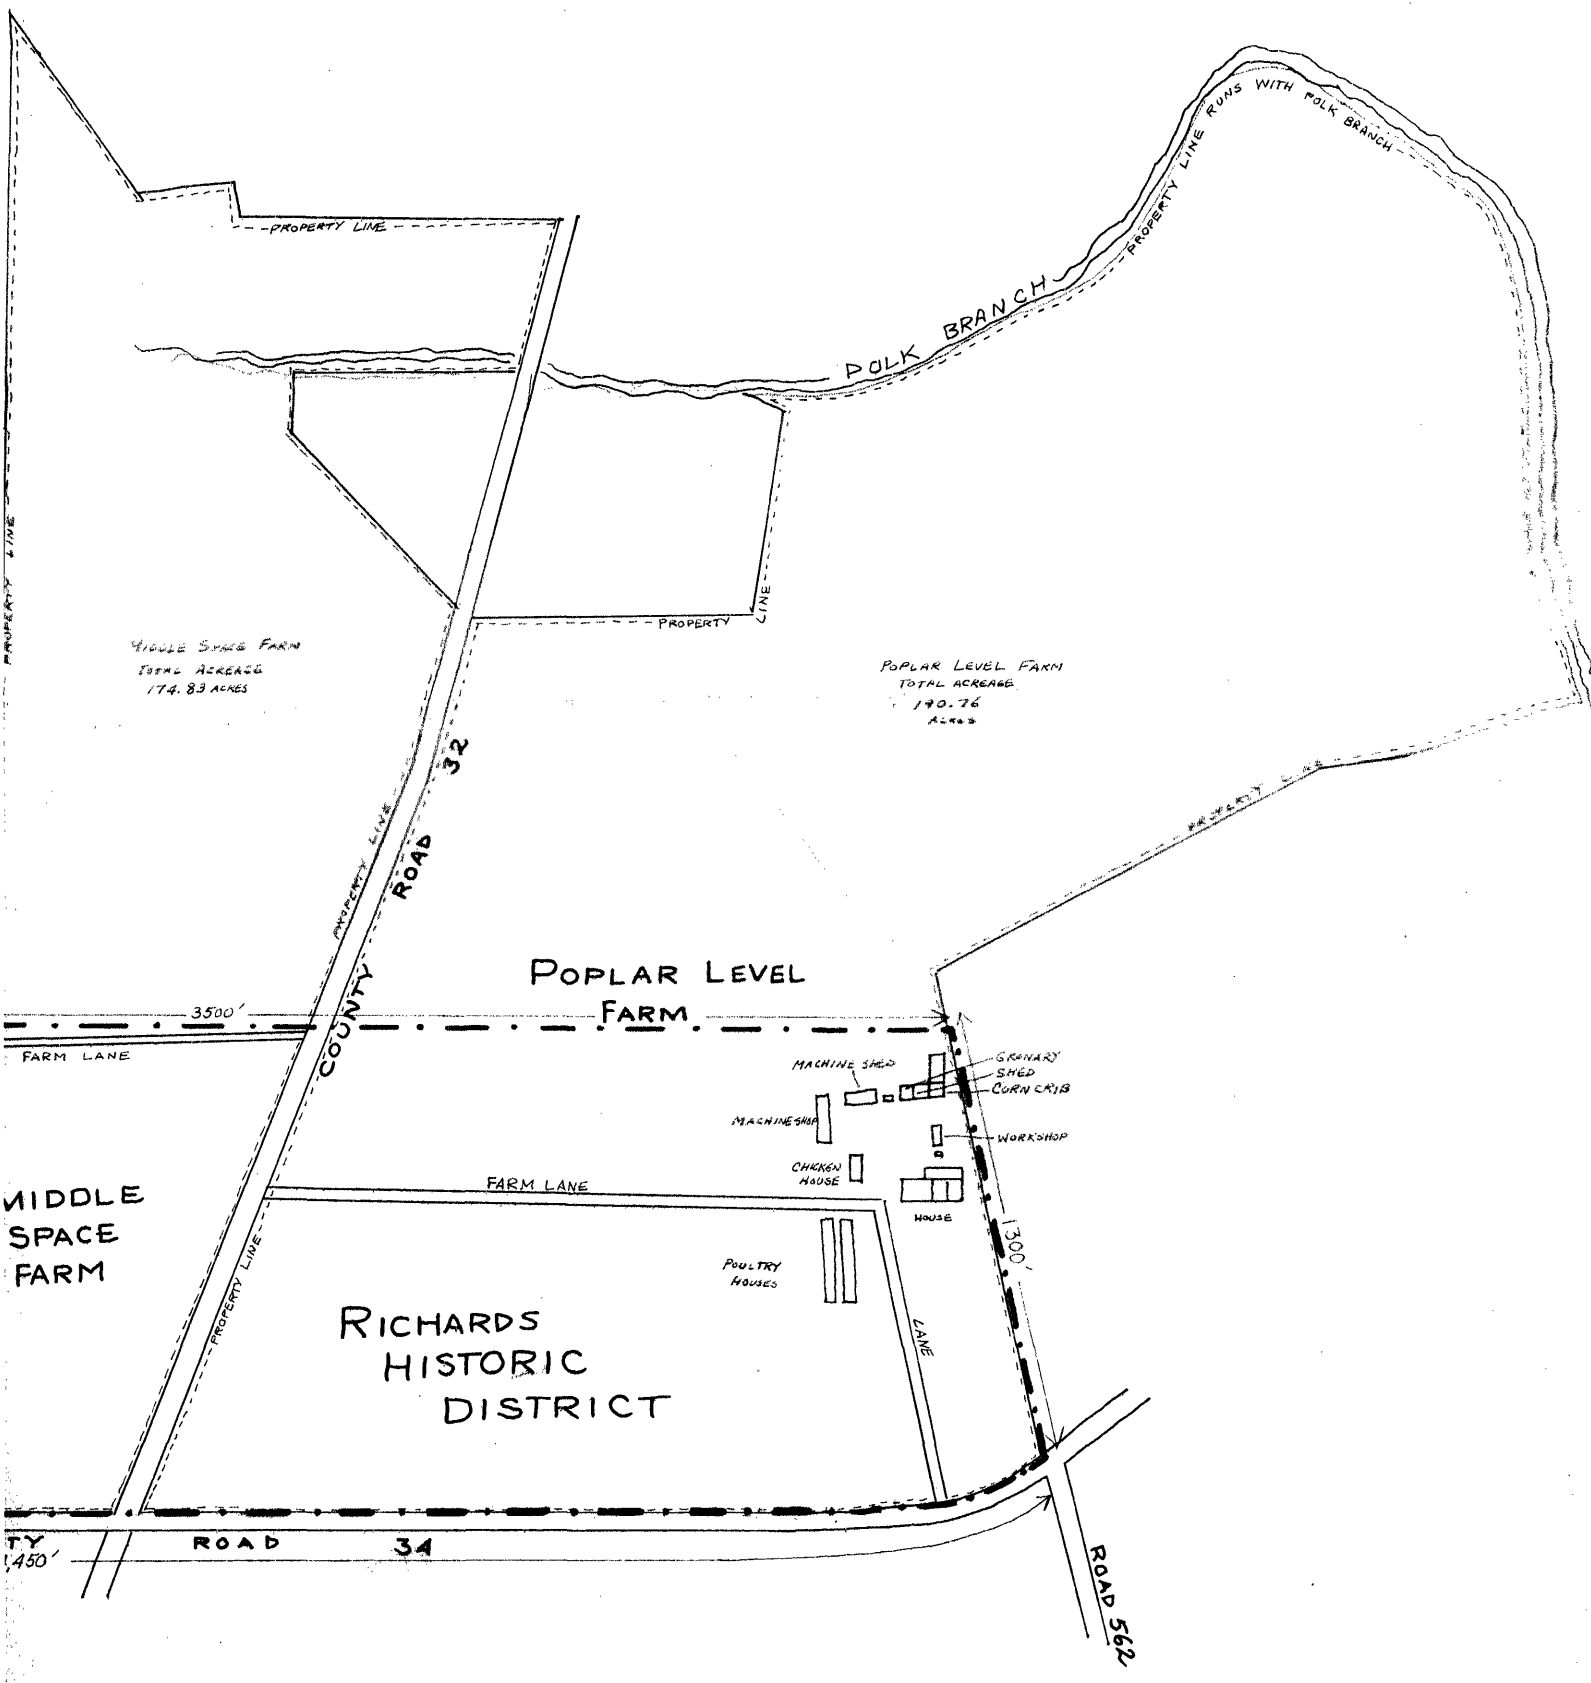 PROPERTY LINE RUNS WITH POLK BRANCH
PROPERTY LINE
POLK BRANCH
PROPERTY LINE
PROPERTY LINE
MIDDLE SPACE FARM
TOTAL ACREAGE
174.83 ACRES
POPLAR LEVEL FARM
TOTAL ACREAGE
ACRES
COUNTY ROAD 32
PROPERTY LINE
PROPERTY LINE
POPLAR LEVEL
FARM
3500'
FARM LANE
MACHINE SHED
GRANARY
SHED
CORN CRIB
MACHINE SHOP
WORKSHOP
CHICKEN
HOUSE
FARM LANE
HOUSE
MIDDLE
SPACE
FARM
PROPERTY LINE
1300'
POULTRY
HOUSES
RICHARDS
HISTORIC
DISTRICT
LANE
TY ROAD 34
450'
ROAD 562